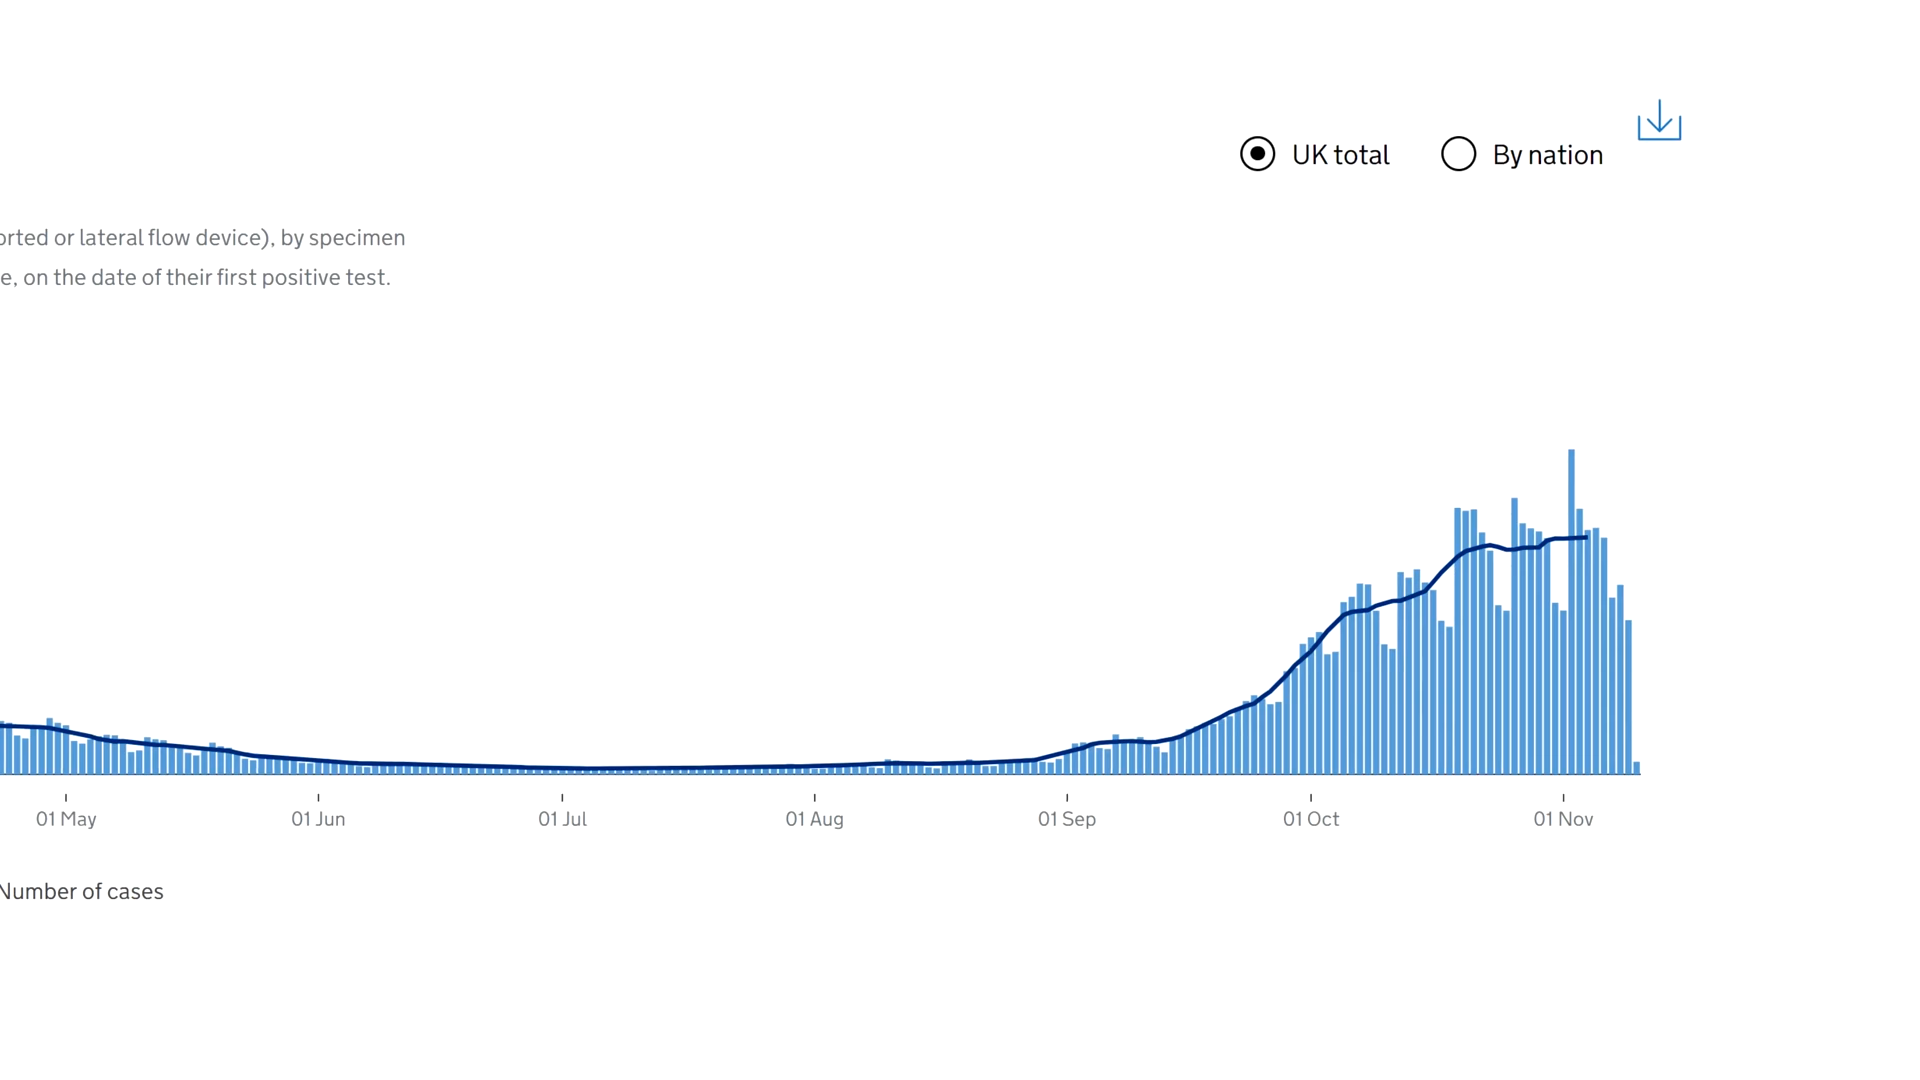 UK total By nation
orted or lateral flow device), by specimen
e, on the date of their first positive test.
01 May 01 Jun 01 Jul 01 Aug 01 Sep 01 Oct 01 Nov
Number of cases